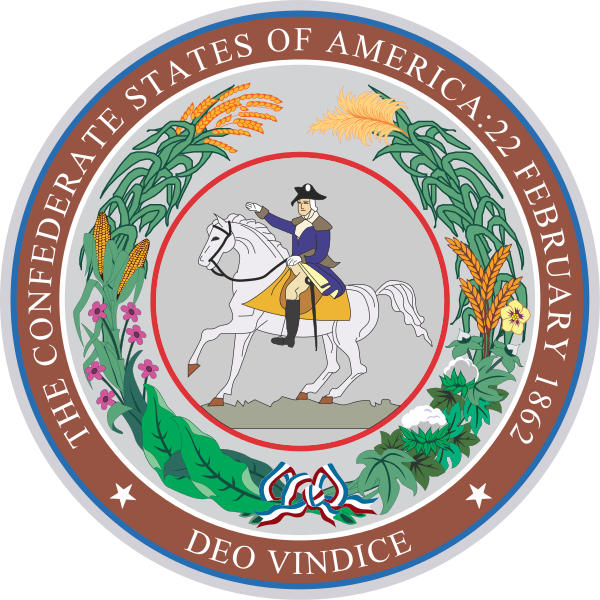 THE CONFEDERATE STATES OF AMERICA:22 FEBRUARY 1862
DEO VINDICE